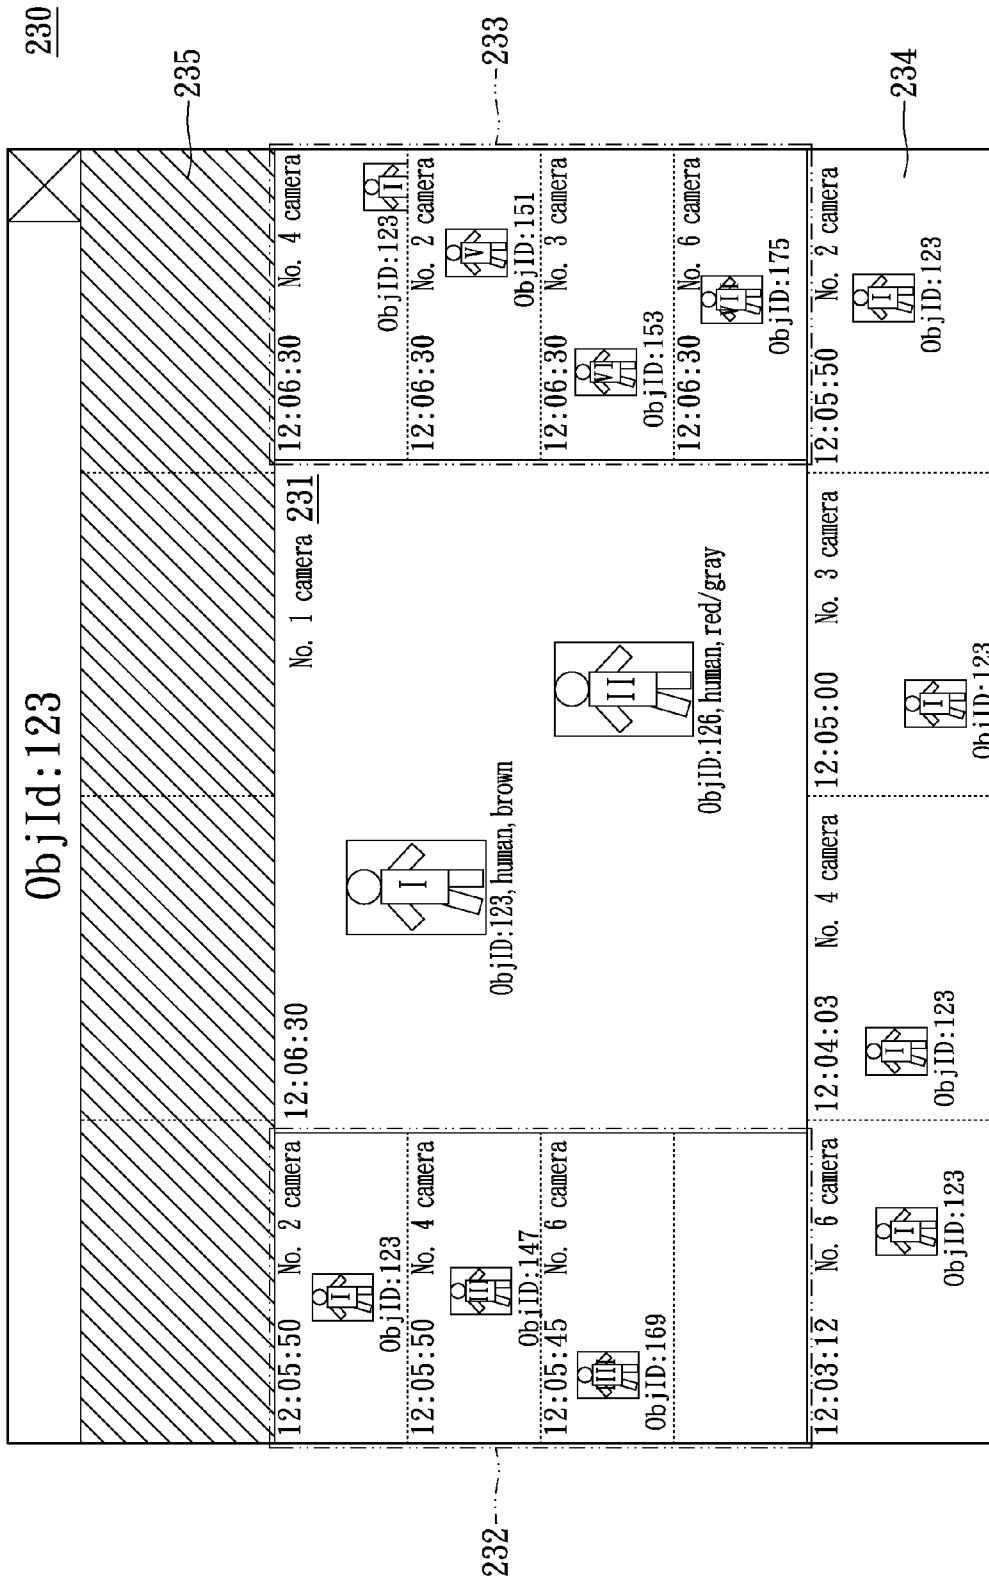 230
ObjId:123
235
12:05:50 No. 2 camera
I
ObjID:123
12:05:50 No. 4 camera
III
ObjID:147
12:05:45 No. 6 camera
ObjID:169
232
12:06:30 No. 1 camera 231
I
ObjID:123, human, brown
II
ObjID:126, human, red/gray
12:06:30 No. 4 camera
I
ObjID:123
12:06:30 No. 2 camera
V
ObjID:151
12:06:30 No. 3 camera
VI
ObjID:153
12:06:30 No. 6 camera
ObjID:175
233
12:03:12 No. 6 camera
I
ObjID:123
12:04:03 No. 4 camera
I
ObjID:123
12:05:00 No. 3 camera
I
ObjID:123
12:05:50 No. 2 camera
I
ObjID:123
234